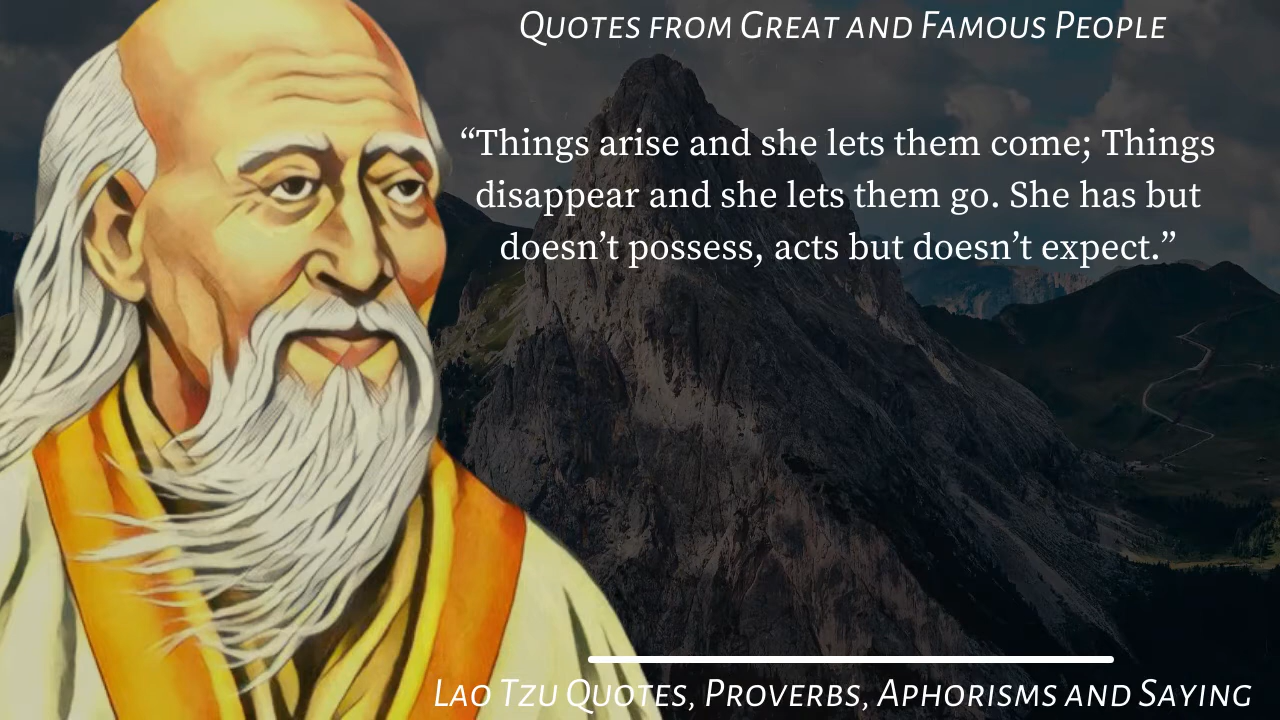 Quotes from Great and Famous People
“Things arise and she lets them come; Things
disappear and she lets them go. She has but
doesn’t possess, acts but doesn’t expect.”
Lao Tzu Quotes, Proverbs, Aphorisms and Saying